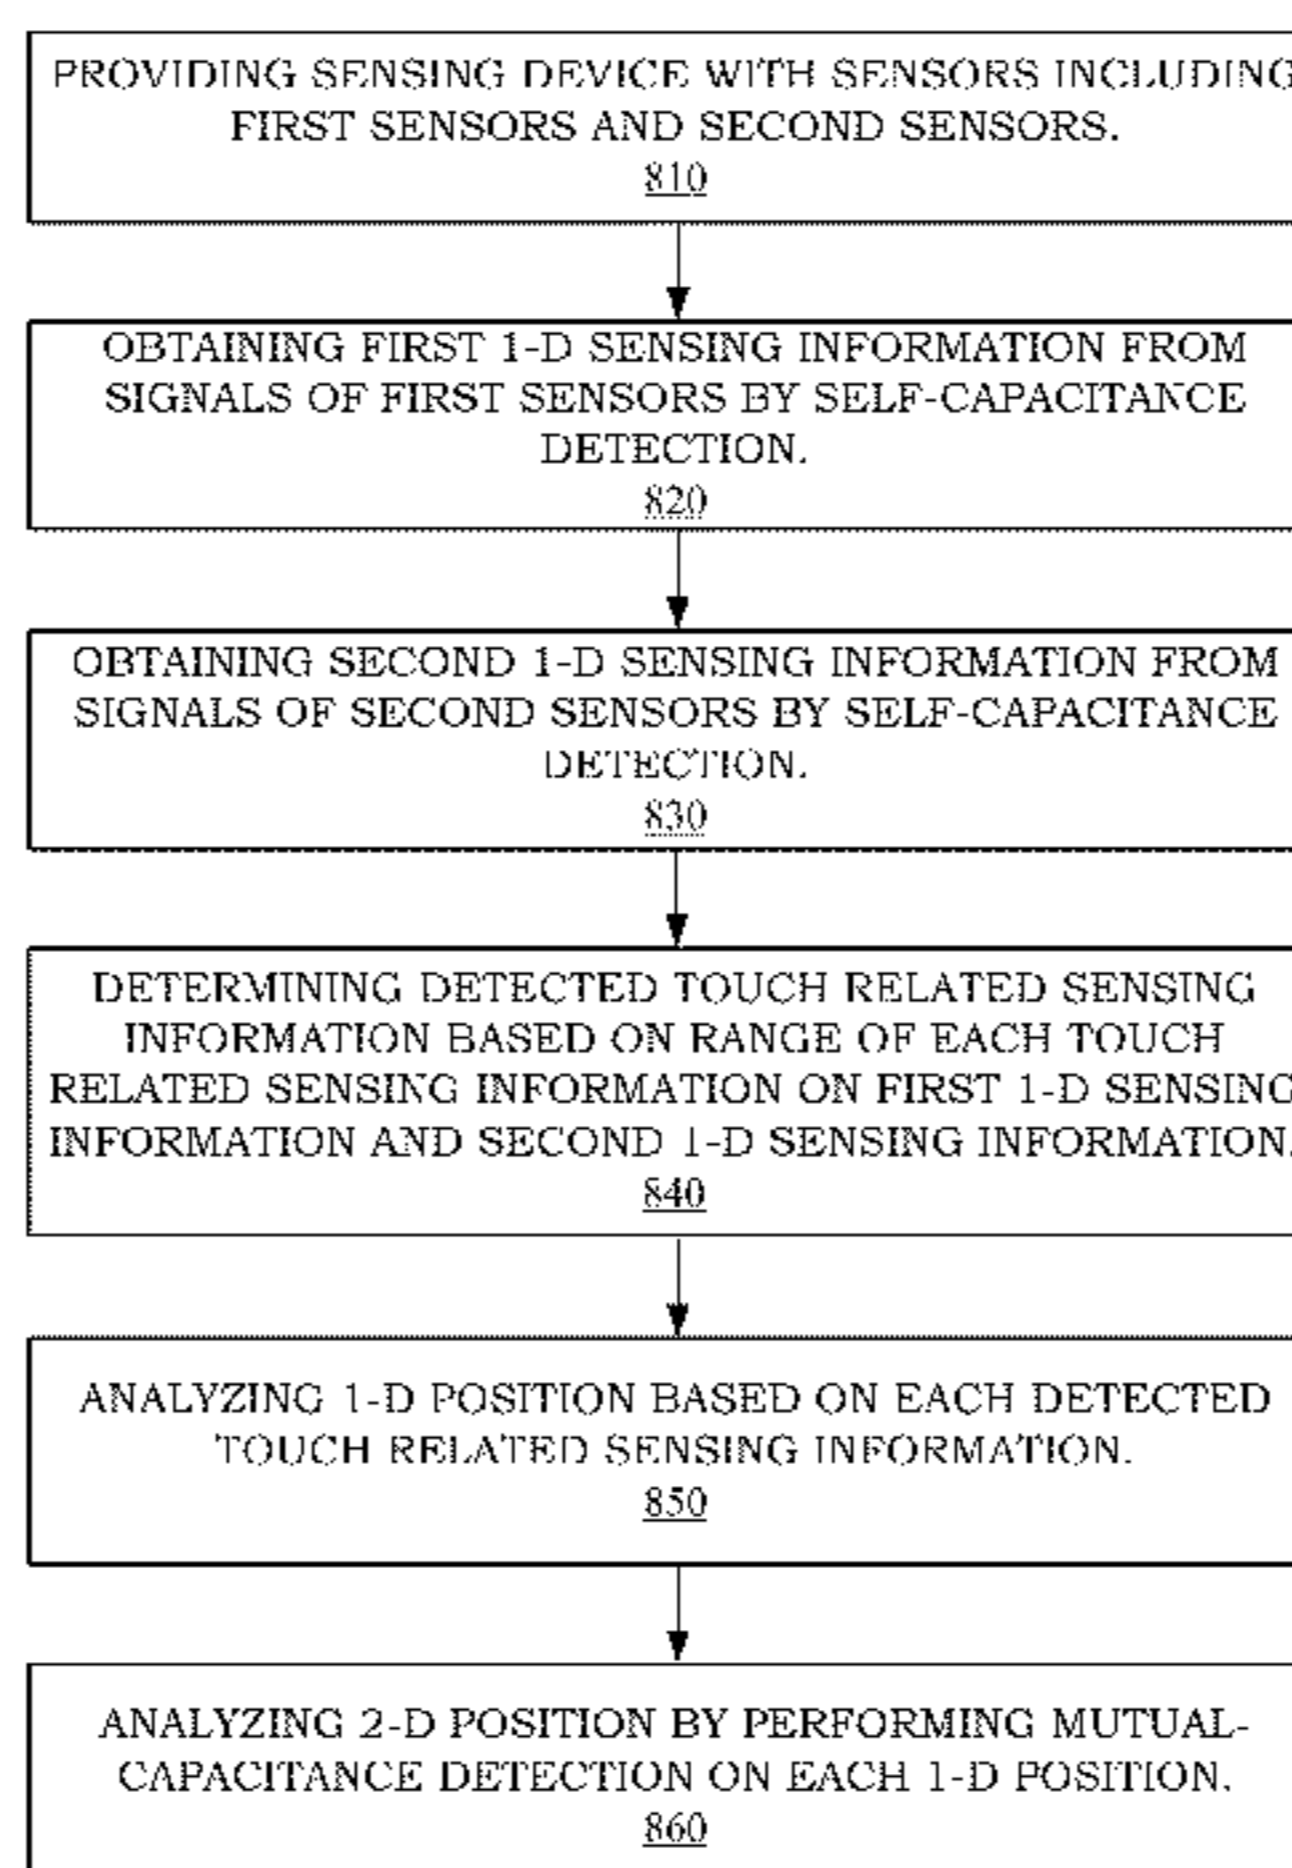 PROVIDING SENSING DEVICE WITH SENSORS INCLUDING
FIRST SENSORS AND SECOND SENSORS.
810
OBTAINING FIRST 1-D SENSING INFORMATION FROM
SIGNALS OF FIRST SENSORS BY SELF-CAPACITANCE
DETECTION.
820
OBTAINING SECOND 1-D SENSING INFORMATION FROM
SIGNALS OF SECOND SENSORS BY SELF-CAPACITANCE
DETECTION.
830
DETERMINING DETECTED TOUCH RELATED SENSING
INFORMATION BASED ON RANGE OF EACH TOUCH
RELATED SENSING INFORMATION ON FIRST 1-D SENSING
INFORMATION AND SECOND 1-D SENSING INFORMATION.
840
ANALYZING 1-D POSITION BASED ON EACH DETECTED
TOUCH RELATED SENSING INFORMATION.
850
ANALYZING 2-D POSITION BY PERFORMING MUTUAL-
CAPACITANCE DETECTION ON EACH 1-D POSITION.
860